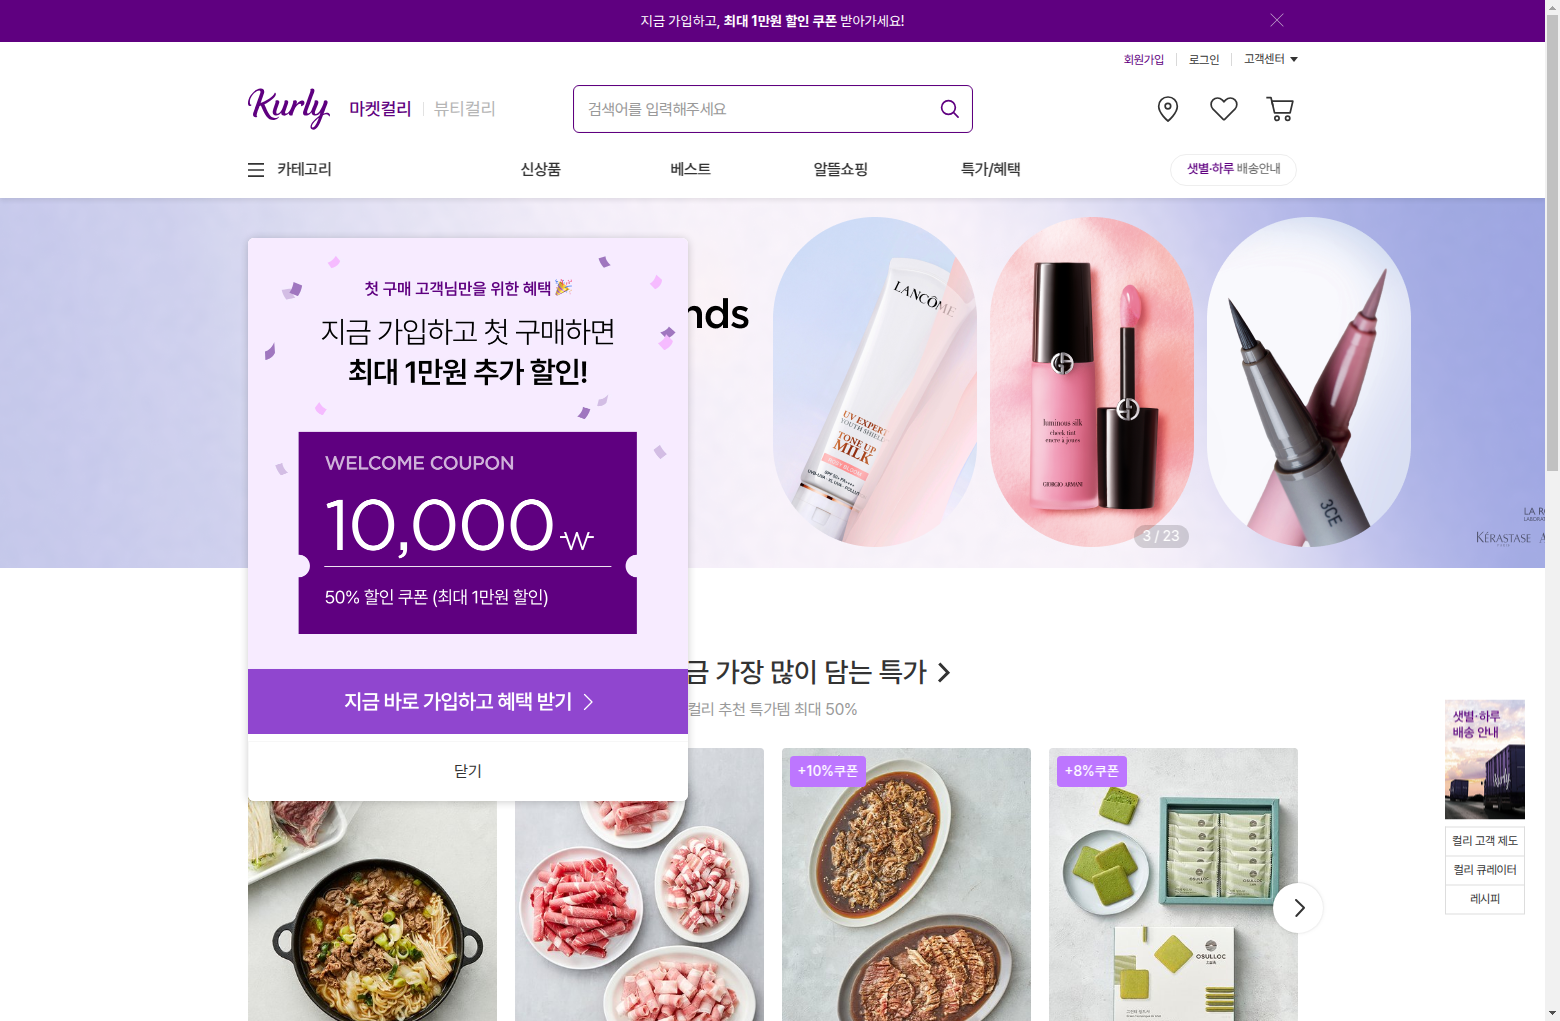 지금 가입하고, 최대 1만원 할인 쿠폰 받아가세요!
회원가입
로그인
고객센터
Kurly
마켓컬리
뷰티컬리
검색어를 입력해주세요
카테고리
신상품
베스트
알뜰쇼핑
특가/혜택
샛별·하루 배송안내
첫 구매 고객님만을 위한 혜택
지금 가입하고 첫 구매하면
최대 1만원 추가 할인!
WELCOME COUPON
10,000₩
50% 할인 쿠폰 (최대 1만원 할인)
지금 바로 가입하고 혜택 받기
닫기
nds
LANCÔME
UV EXPERT
YOUTH SHIELD
TONE UP
MILK
luminous silk
cheek tint
encre à joues
GIORGIO ARMANI
3CE
3 / 23
LA RO
KÉRASTASE
금 가장 많이 담는 특가
컬리 추천 특가템 최대 50%
+10%쿠폰
+8%쿠폰
OSULLOC
OSULLOC
샛별·하루
배송 안내
Kurly
컬리 고객 제도
컬리 큐레이터
레시피